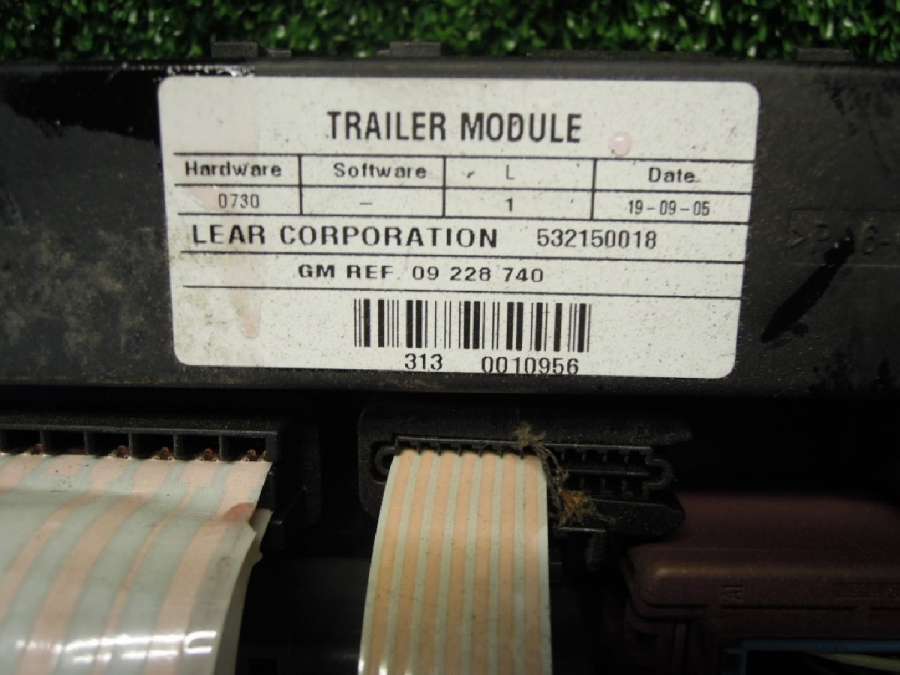 TRAILER MODULE
Hardware Software L Date
0730 – 1 19-09-05
LEAR CORPORATION 532150018
GM REF. 09 228 740
313 0010956